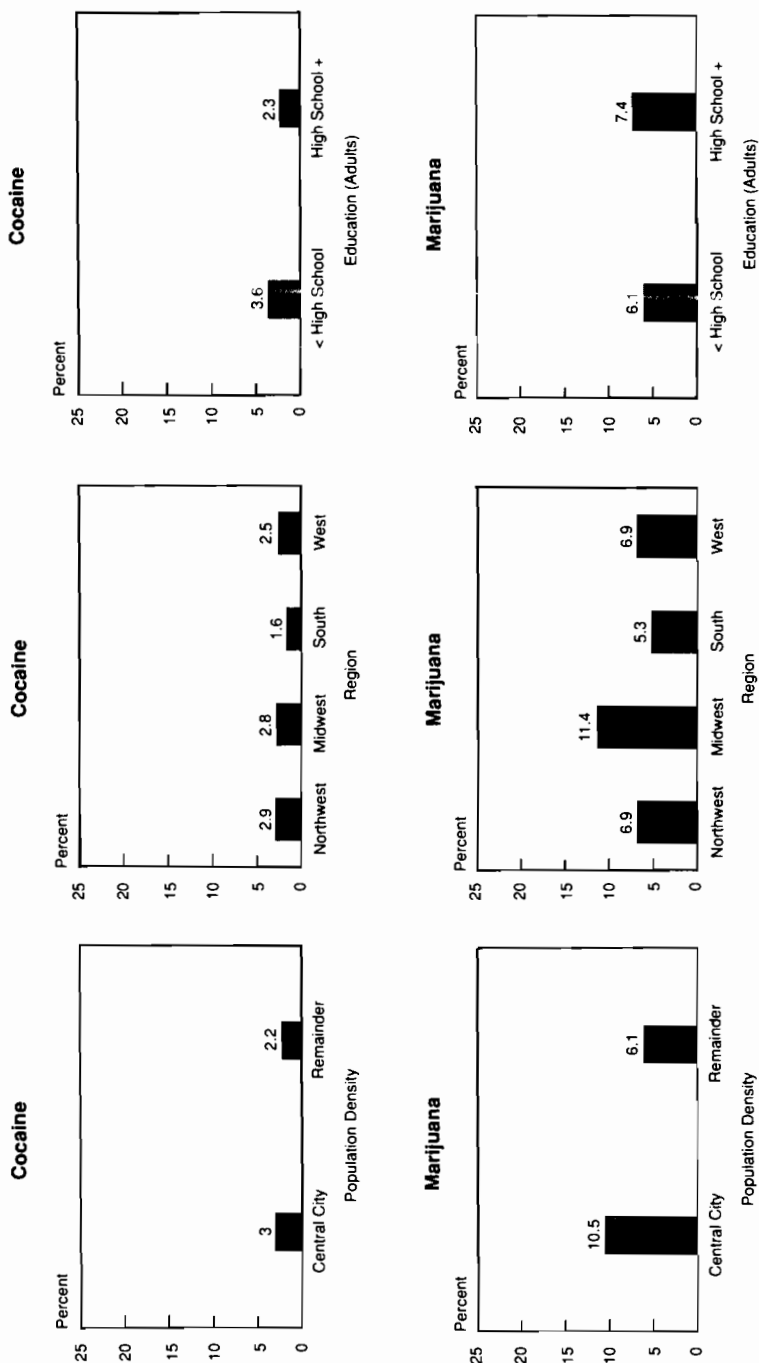 Cocaine
Percent
25
20
15
10
5
0
3
2.2
Central City Remainder
Population Density
Cocaine
Percent
25
20
15
10
5
0
2.9
2.8
1.6
2.5
Northwest Midwest South West
Region
Cocaine
Percent
25
20
15
10
5
0
3.6
2.3
< High School High School +
Education (Adults)
Marijuana
Percent
25
20
15
10
5
0
10.5
6.1
Central City Remainder
Population Density
Marijuana
Percent
25
20
15
10
5
0
6.9
11.4
5.3
6.9
Northwest Midwest South West
Region
Marijuana
Percent
25
20
15
10
5
0
6.1
7.4
< High School High School +
Education (Adults)